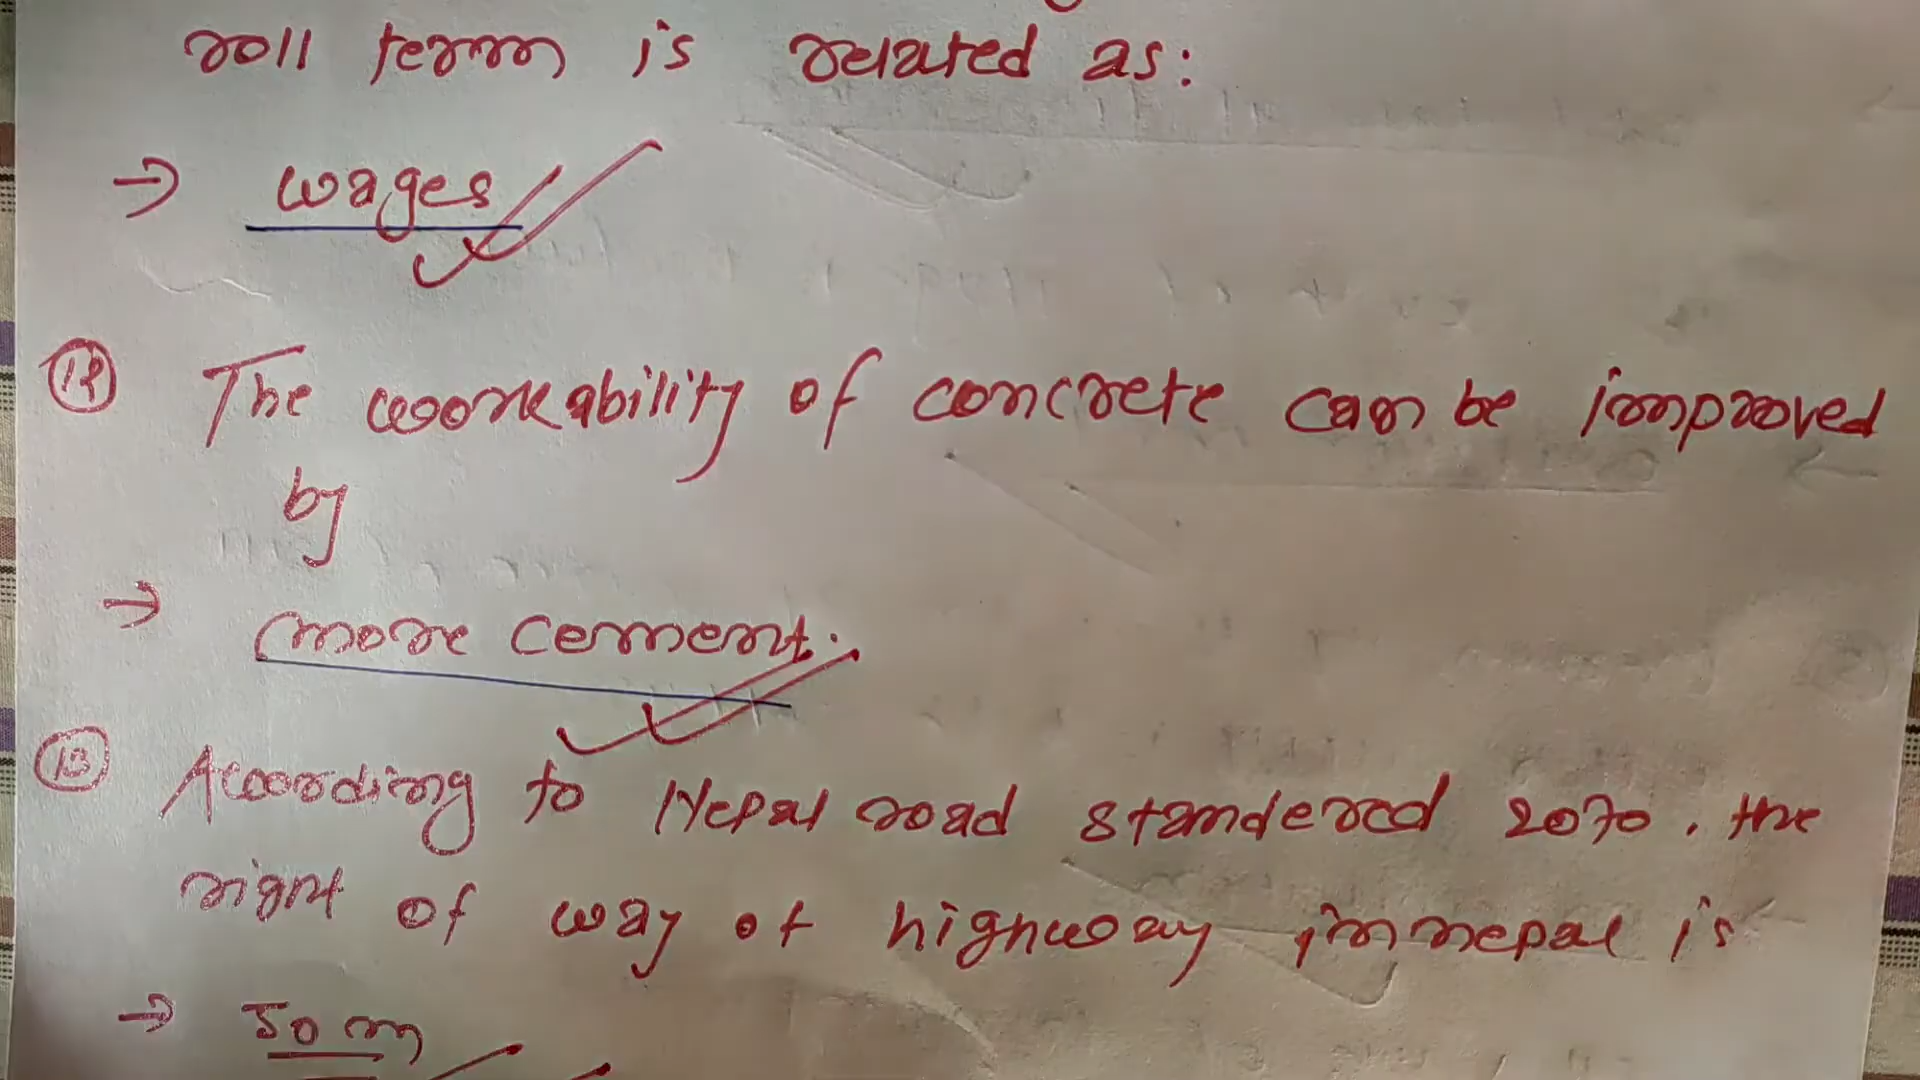 roll term is related as:
→ wages
12 The workability of concrete can be improved
by
→ more cement.
13 According to Nepal road standered 2070, the
right of way of highway in nepal is
→ 50 m